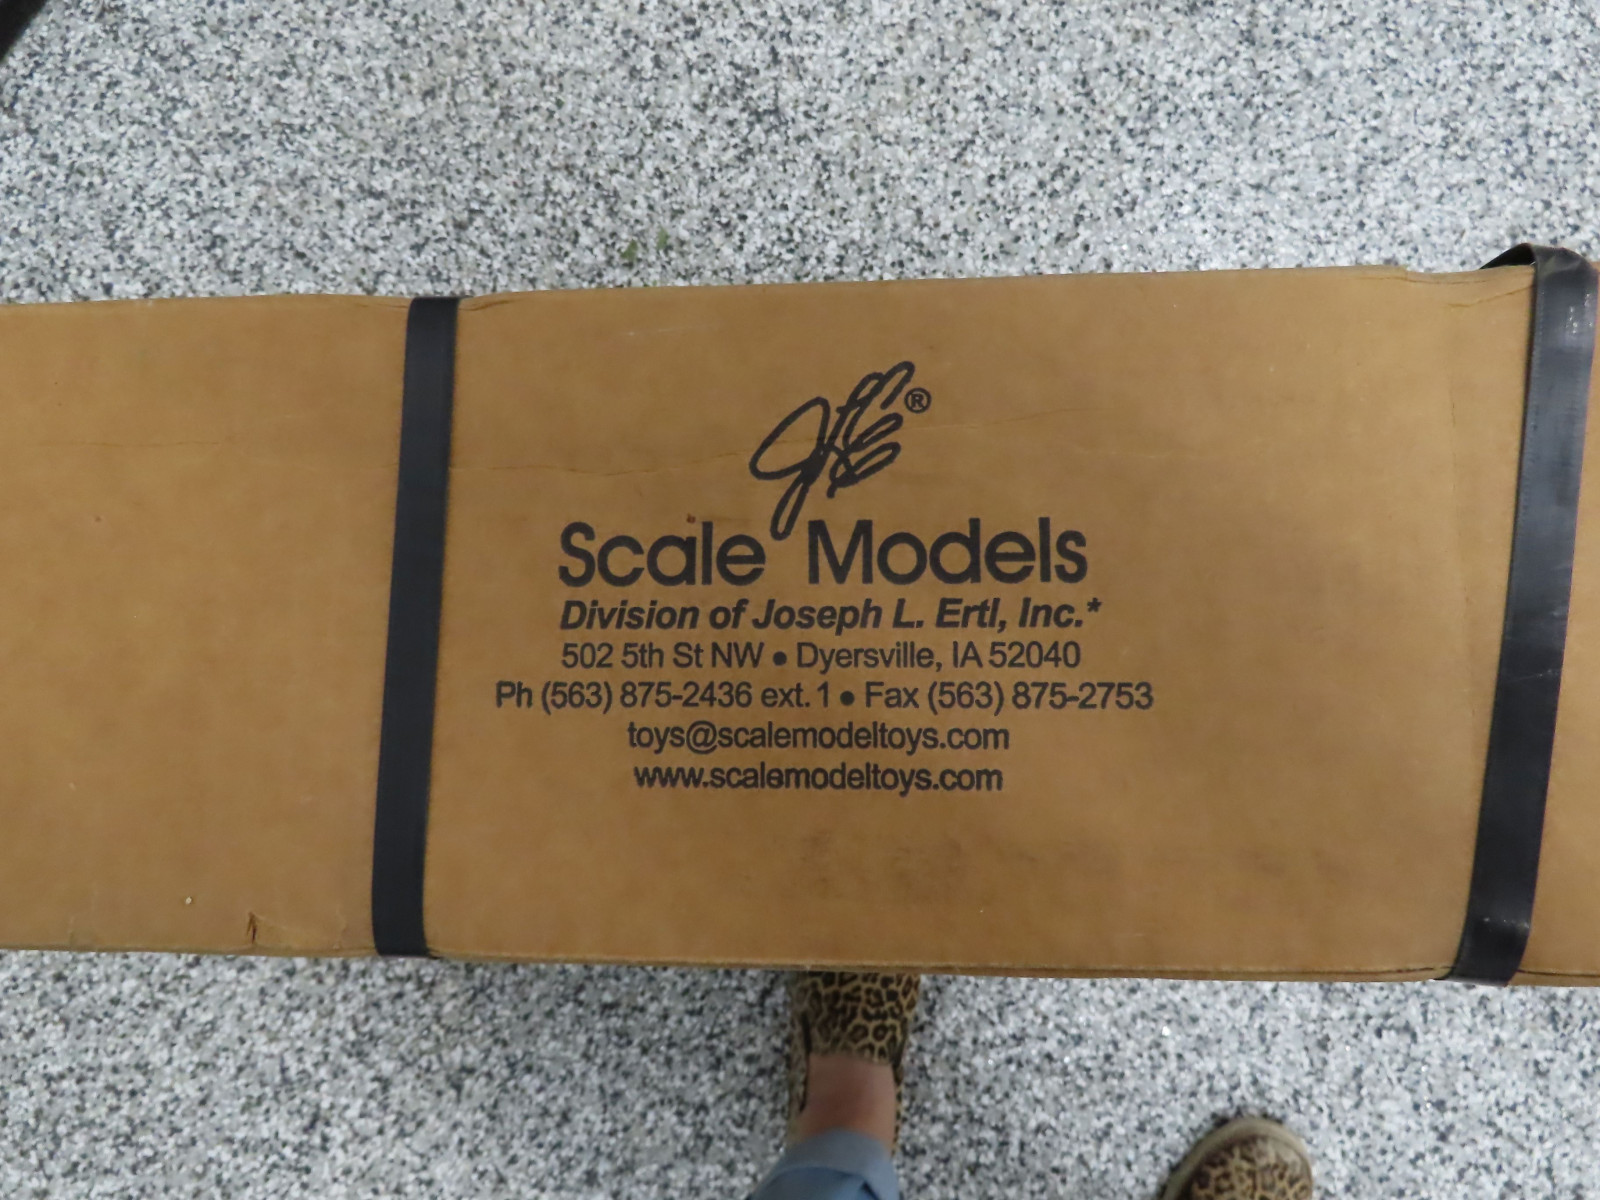 JLE®
Scale Models
Division of Joseph L. Ertl, Inc.*
502 5th St NW • Dyersville, IA 52040
Ph (563) 875-2436 ext. 1 • Fax (563) 875-2753
toys@scalemodeltoys.com
www.scalemodeltoys.com